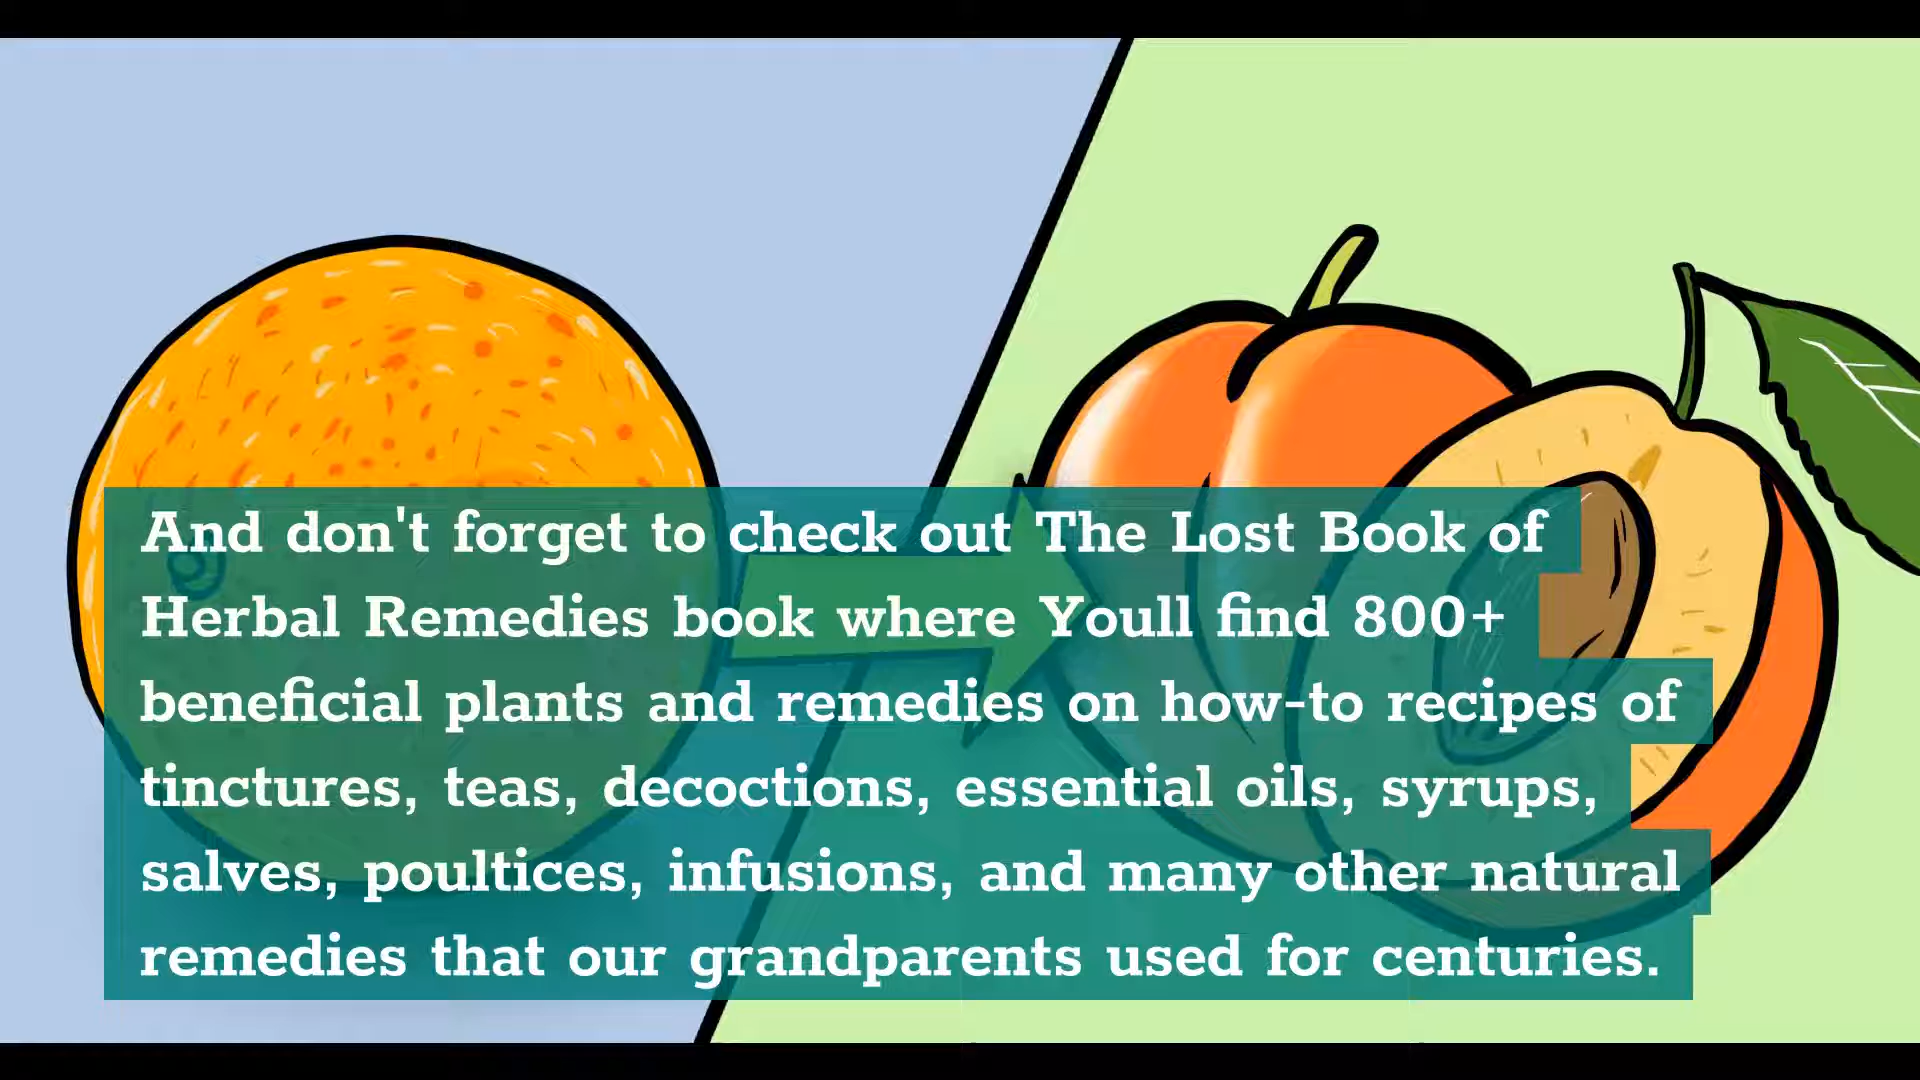 And don't forget to check out The Lost Book of
Herbal Remedies book where Youll find 800+
beneficial plants and remedies on how-to recipes of
tinctures, teas, decoctions, essential oils, syrups,
salves, poultices, infusions, and many other natural
remedies that our grandparents used for centuries.